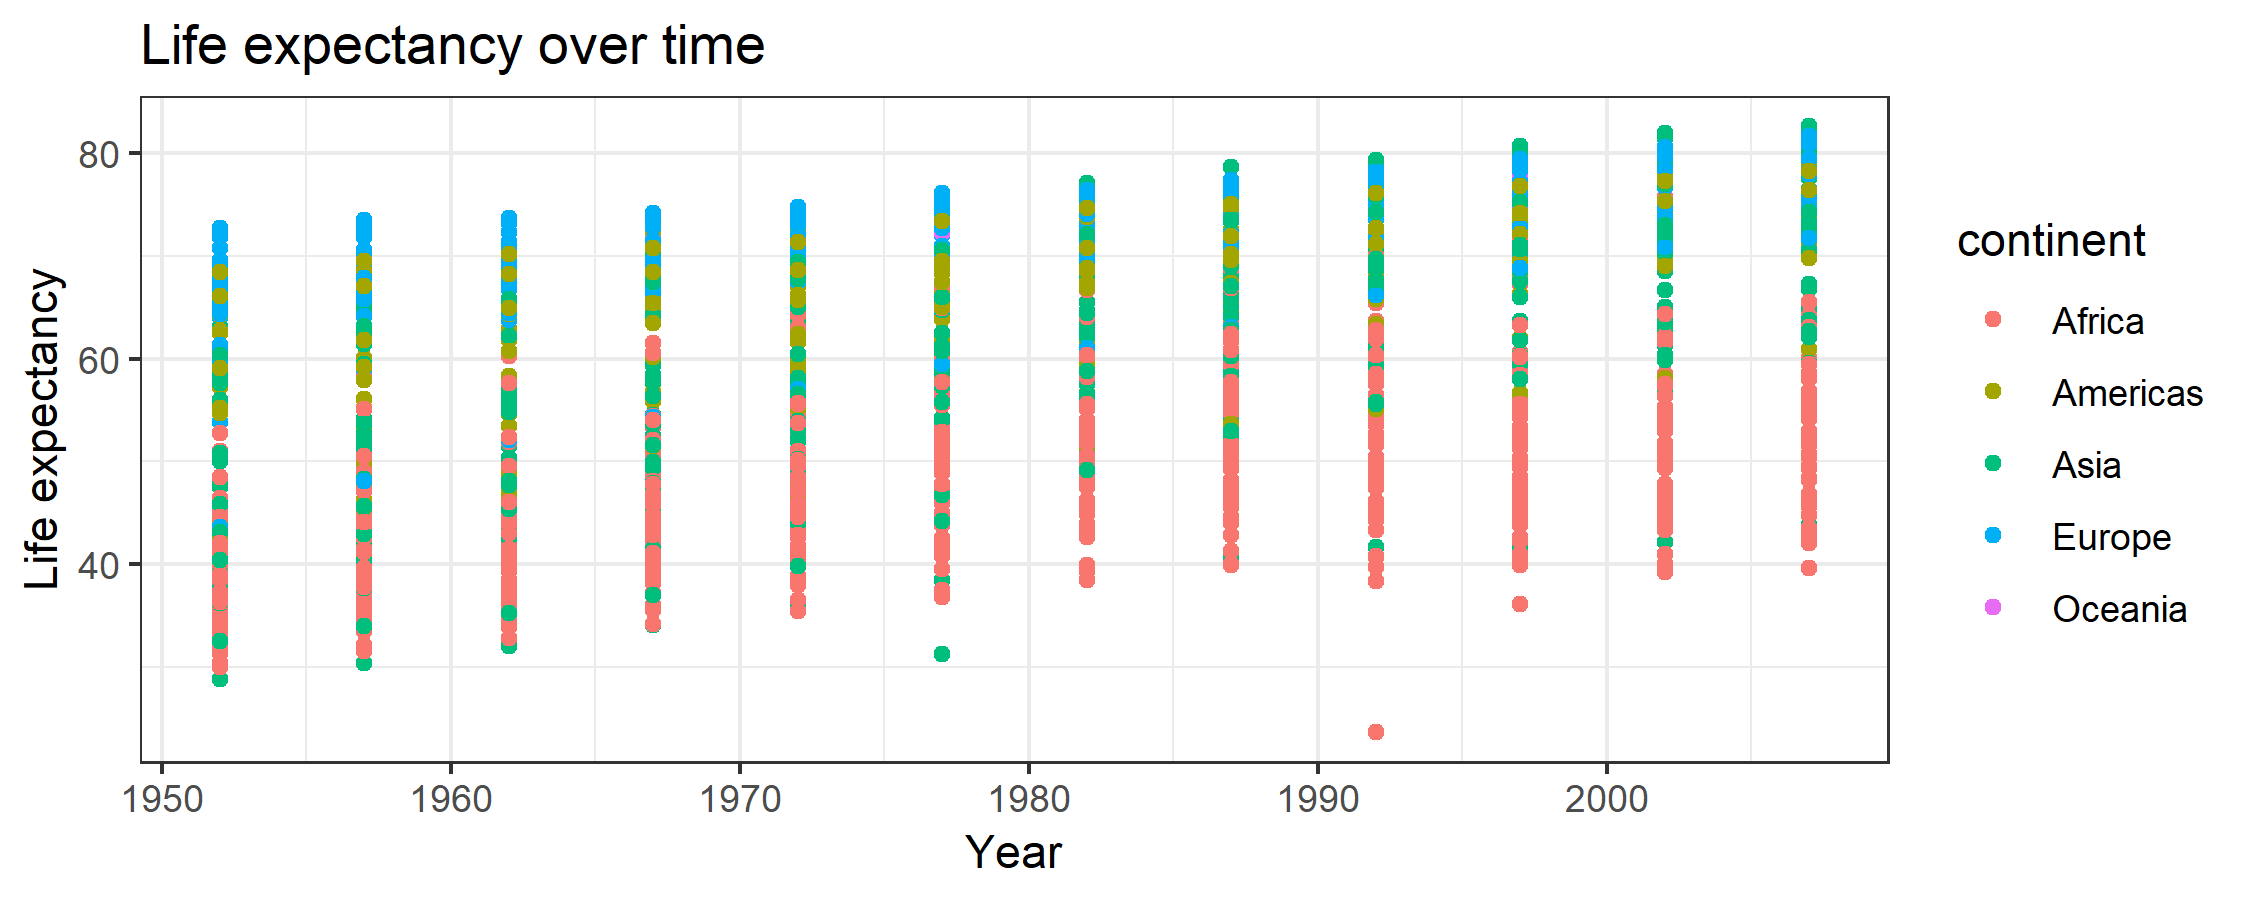 Life expectancy over time
80
60
40
Life expectancy
1950 1960 1970 1980 1990 2000
Year
continent
Africa
Americas
Asia
Europe
Oceania